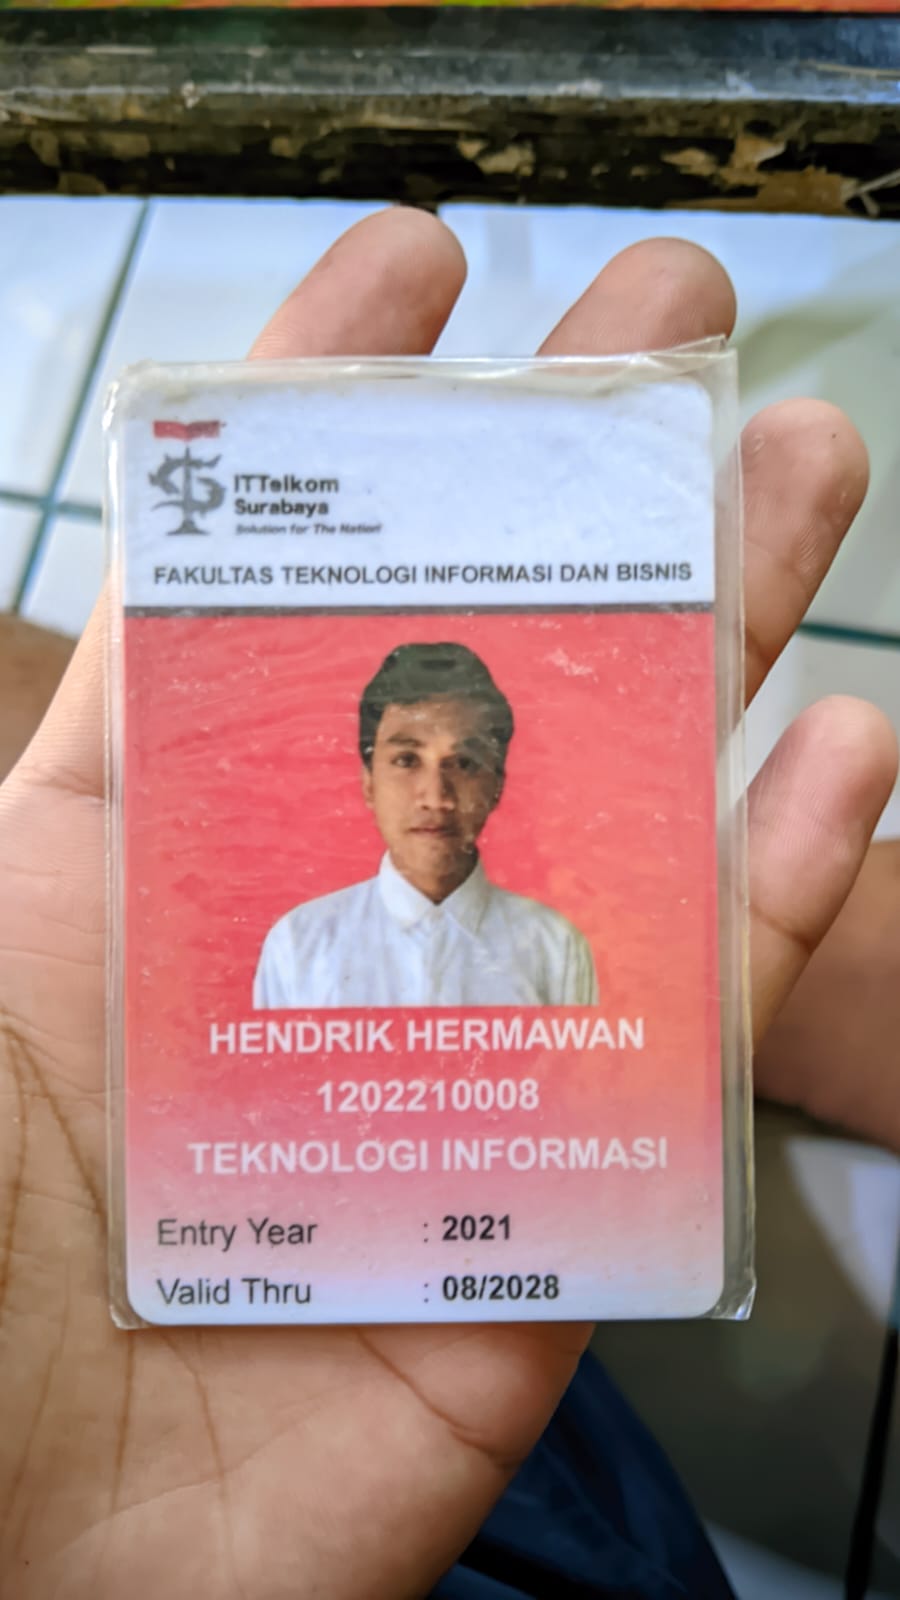 ITTelkom
Surabaya
Solution for The Nation
FAKULTAS TEKNOLOGI INFORMASI DAN BISNIS
HENDRIK HERMAWAN
1202210008
TEKNOLOGI INFORMASI
Entry Year : 2021
Valid Thru : 08/2028